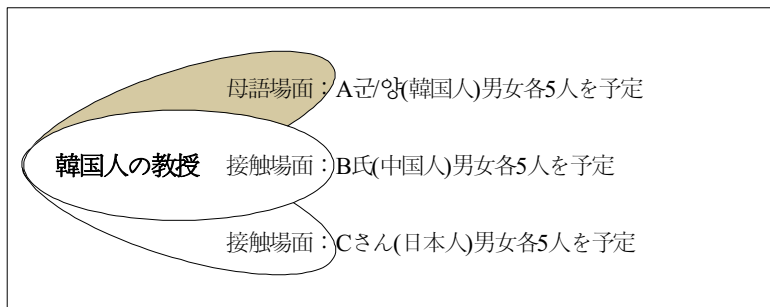 母語場面：A군/양(韓国人)男女各5人を予定
韓国人の教授 接触場面：B氏(中国人)男女各5人を予定
接触場面：Cさん(日本人)男女各5人を予定